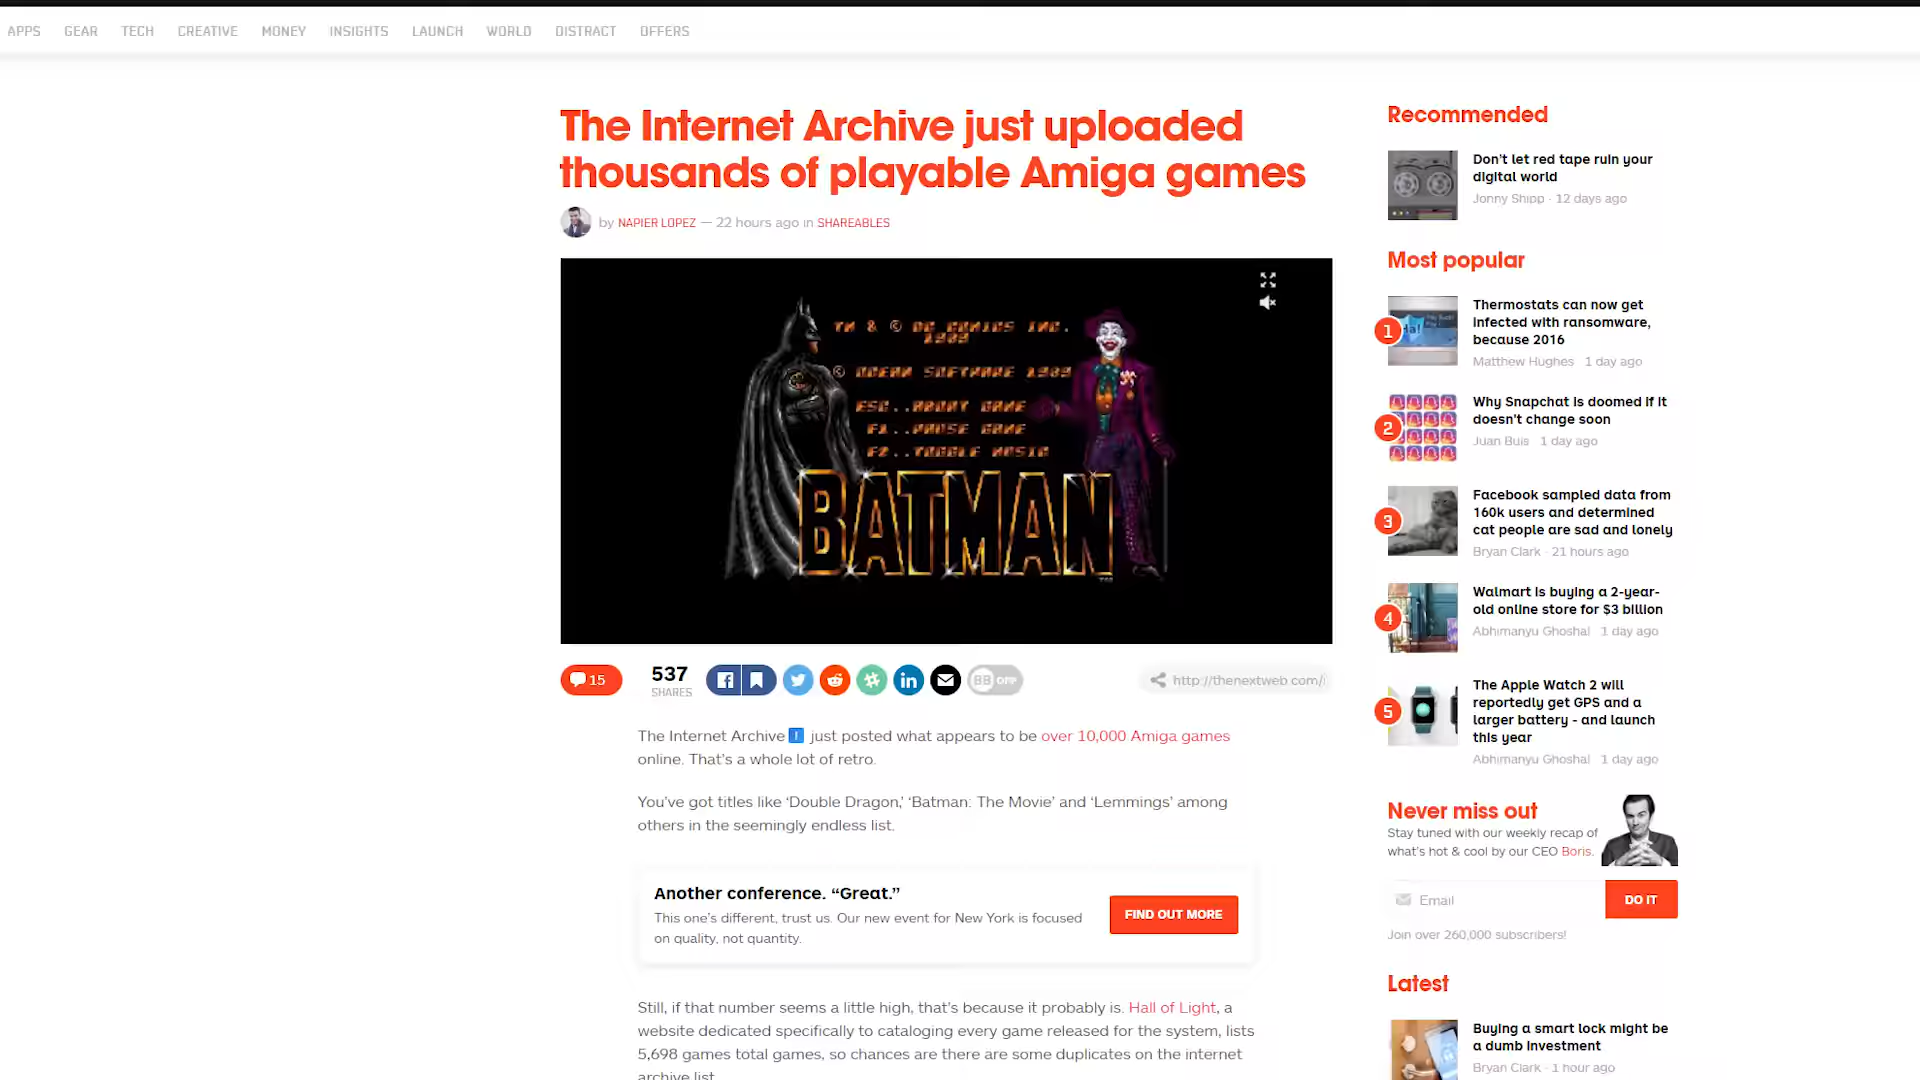 APPS GEAR TECH CREATIVE MONEY INSIGHTS LAUNCH WORLD DISTRACT OFFERS
The Internet Archive just uploaded
thousands of playable Amiga games
by NAPIER LOPEZ — 22 hours ago in SHAREABLES
TM & © DC COMICS INC.
1989
© OCEAN SOFTWARE 1989
ESC..ABORT GAME
F1..PAUSE GAME
F2..TOGGLE MUSIC
BATMAN
TM
15
537
SHARES
BB OFF
http://thenextweb.com/
The Internet Archive just posted what appears to be over 10,000 Amiga games
online. That's a whole lot of retro.
You've got titles like ‘Double Dragon,’ ‘Batman: The Movie’ and ‘Lemmings’ among
others in the seemingly endless list.
Another conference. “Great.”
This one's different, trust us. Our new event for New York is focused
on quality, not quantity.
FIND OUT MORE
Still, if that number seems a little high, that's because it probably is. Hall of Light, a
website dedicated specifically to cataloging every game released for the system, lists
5,698 games total games, so chances are there are some duplicates on the internet
archive list.
Recommended
Don't let red tape ruin your
digital world
Jonny Shipp · 12 days ago
Most popular
1
Thermostats can now get
infected with ransomware,
because 2016
Matthew Hughes 1 day ago
2
Why Snapchat is doomed if it
doesn't change soon
Juan Buis 1 day ago
3
Facebook sampled data from
160k users and determined
cat people are sad and lonely
Bryan Clark · 21 hours ago
4
Walmart is buying a 2-year-
old online store for $3 billion
Abhimanyu Ghoshal 1 day ago
5
The Apple Watch 2 will
reportedly get GPS and a
larger battery - and launch
this year
Abhimanyu Ghoshal 1 day ago
Never miss out
Stay tuned with our weekly recap of
what's hot & cool by our CEO Boris.
Email
DO IT
Join over 260,000 subscribers!
Latest
Buying a smart lock might be
a dumb investment
Bryan Clark · 1 hour ago